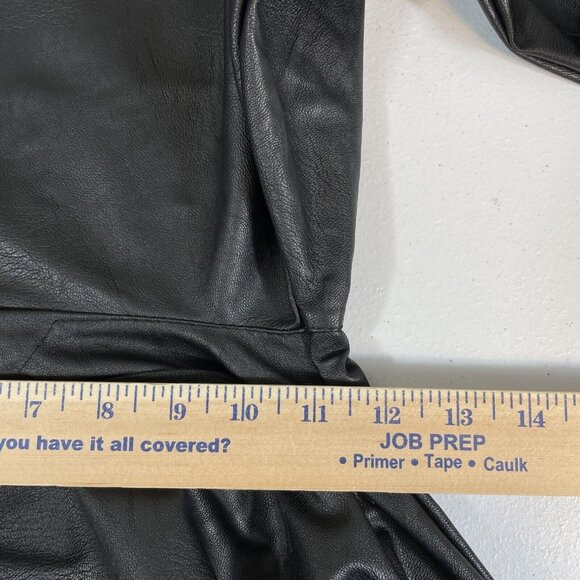 7 8 9 10 11 12 13 14
you have it all covered?
JOB PREP
• Primer • Tape • Caulk